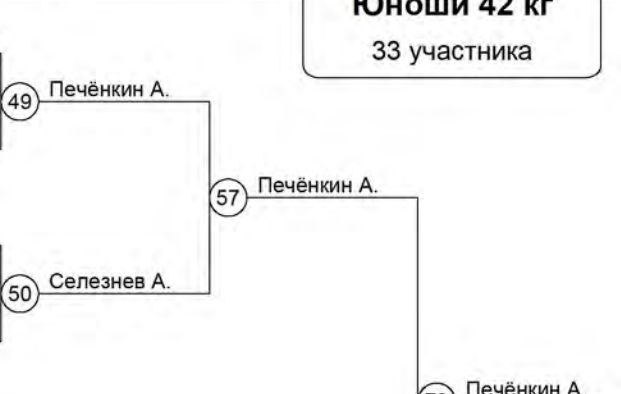 Юноши 42 кг
33 участника
49 Печёнкин А.
57 Печёнкин А.
50 Селезнев А.
Печёнкин А.